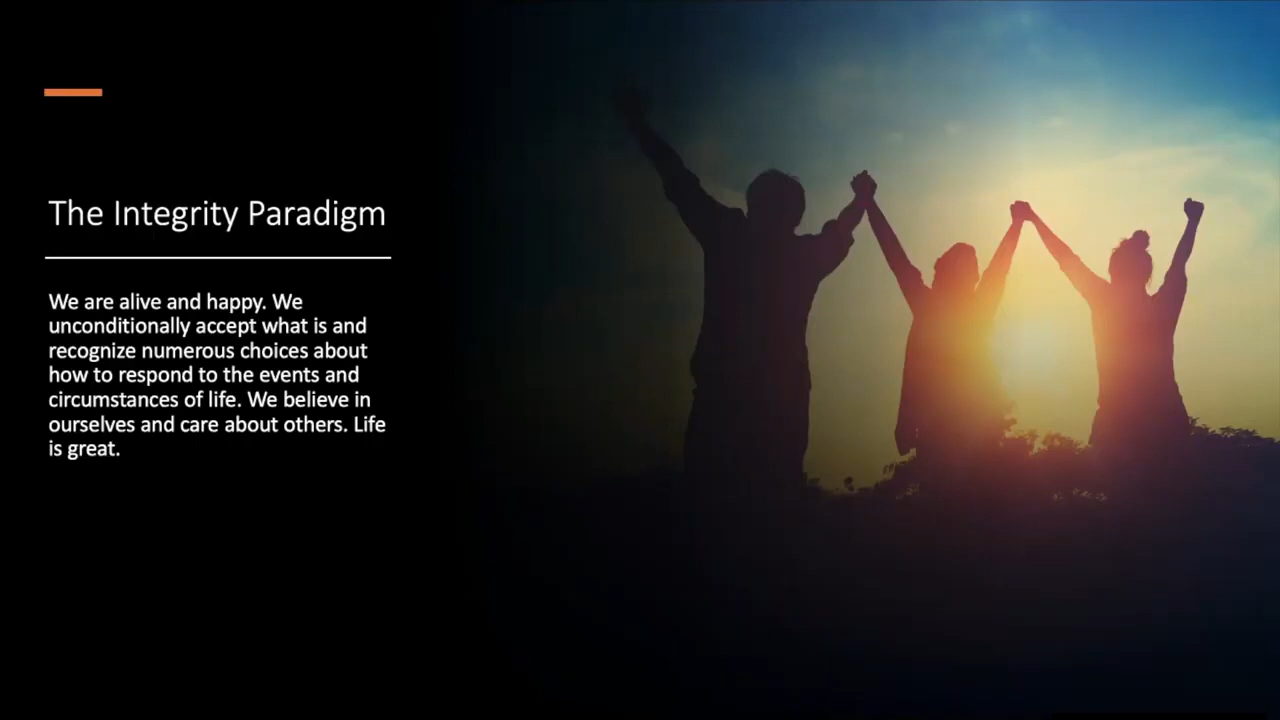 The Integrity Paradigm
We are alive and happy. We
unconditionally accept what is and
recognize numerous choices about
how to respond to the events and
circumstances of life. We believe in
ourselves and care about others. Life
is great.